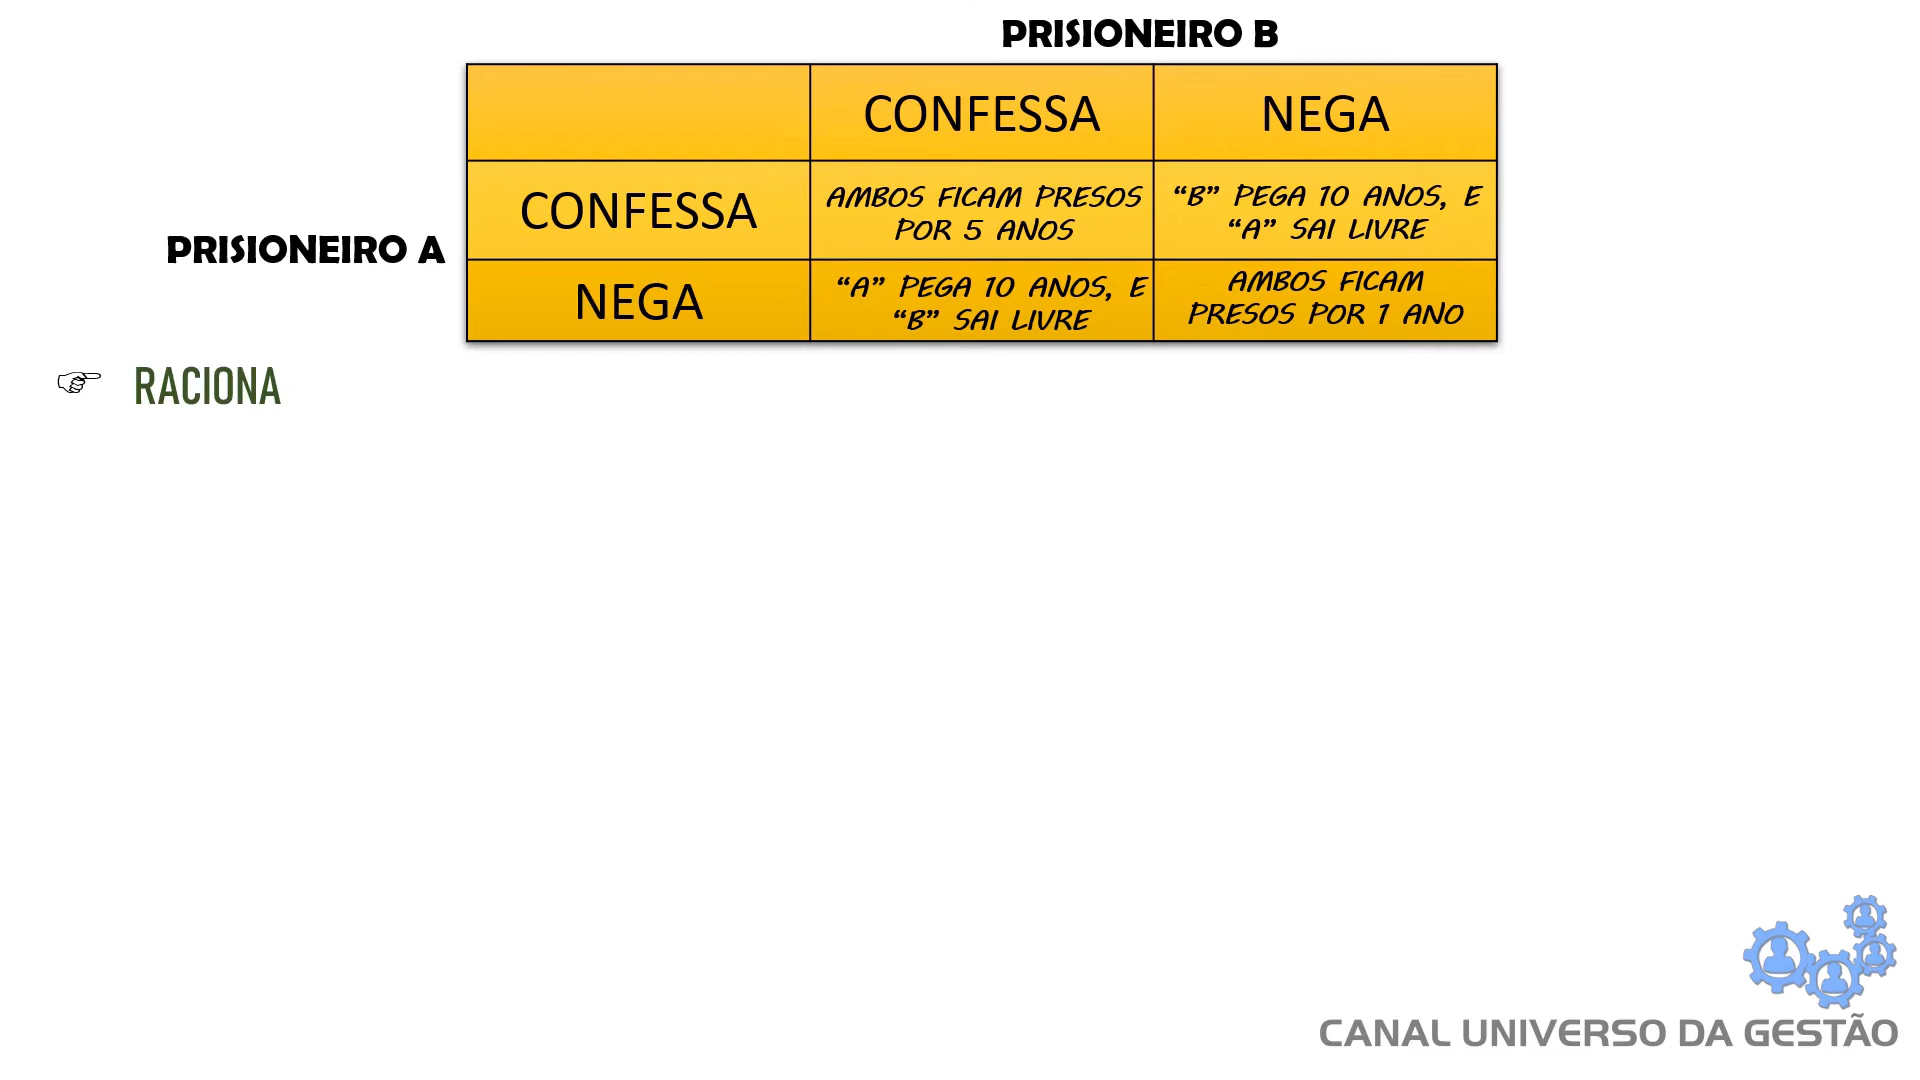 PRISIONEIRO B
CONFESSA
NEGA
CONFESSA
AMBOS FICAM PRESOS
POR 5 ANOS
“B” PEGA 10 ANOS, E
“A” SAI LIVRE
PRISIONEIRO A
NEGA
“A” PEGA 10 ANOS, E
“B” SAI LIVRE
AMBOS FICAM
PRESOS POR 1 ANO
RACIONA
CANAL UNIVERSO DA GESTÃO